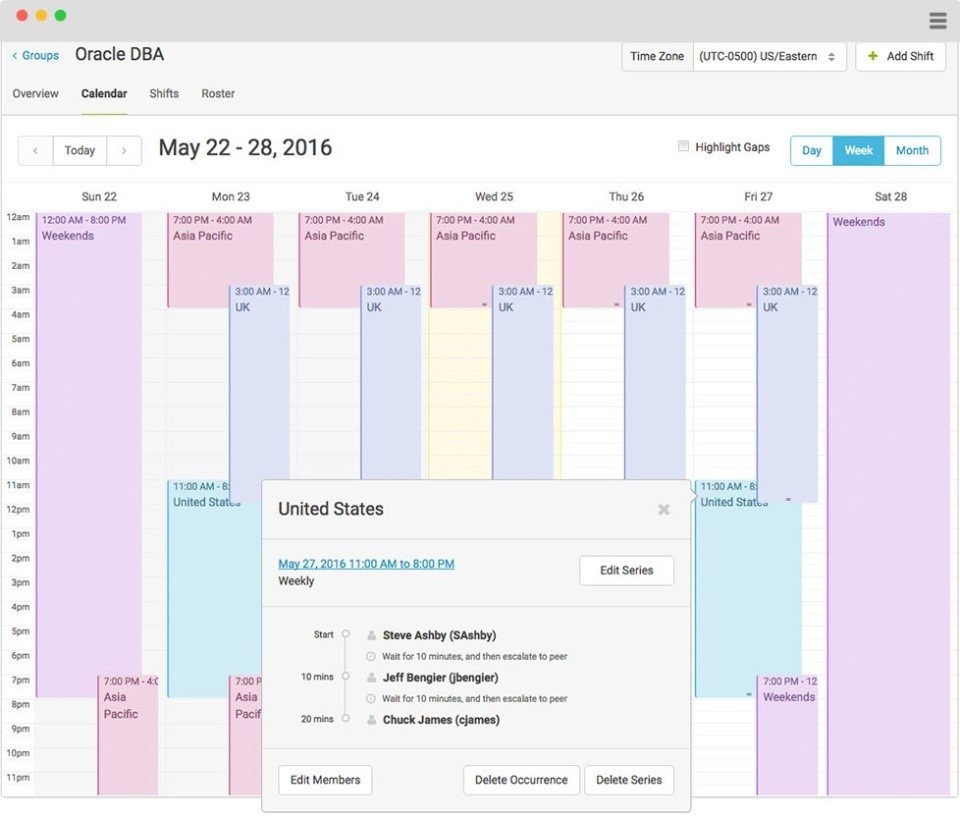 Groups
Oracle DBA
Time Zone
(UTC-0500) US/Eastern
Add Shift
Overview
Calendar
Shifts
Roster
Today
May 22 - 28, 2016
Highlight Gaps
Day
Week
Month
Sun 22
Mon 23
Tue 24
Wed 25
Thu 26
Fri 27
Sat 28
12am
1am
2am
3am
4am
5am
6am
7am
8am
9am
10am
11am
12pm
1pm
2pm
3pm
4pm
5pm
6pm
7pm
8pm
9pm
10pm
11pm
12:00 AM - 8:00 PM
Weekends
7:00 PM - 4:0
Asia
Pacific
7:00 PM - 4:00 AM
Asia Pacific
3:00 AM - 12
UK
11:00 AM - 8:
United States
7:00 P
Asia
Pacif
7:00 PM - 4:00 AM
Asia Pacific
3:00 AM - 12
UK
7:00 PM - 4:00 AM
Asia Pacific
3:00 AM - 12
UK
7:00 PM - 4:00 AM
Asia Pacific
3:00 AM - 12
UK
7:00 PM - 4:00 AM
Asia Pacific
3:00 AM - 12
UK
11:00 AM - 8:
United States
7:00 PM - 12
Weekends
Weekends
United States
May 27, 2016 11:00 AM to 8:00 PM
Weekly
Edit Series
Start
Steve Ashby (SAshby)
Wait for 10 minutes, and then escalate to peer
10 mins
Jeff Bengier (jbengier)
Wait for 10 minutes, and then escalate to peer
20 mins
Chuck James (cjames)
Edit Members
Delete Occurrence
Delete Series